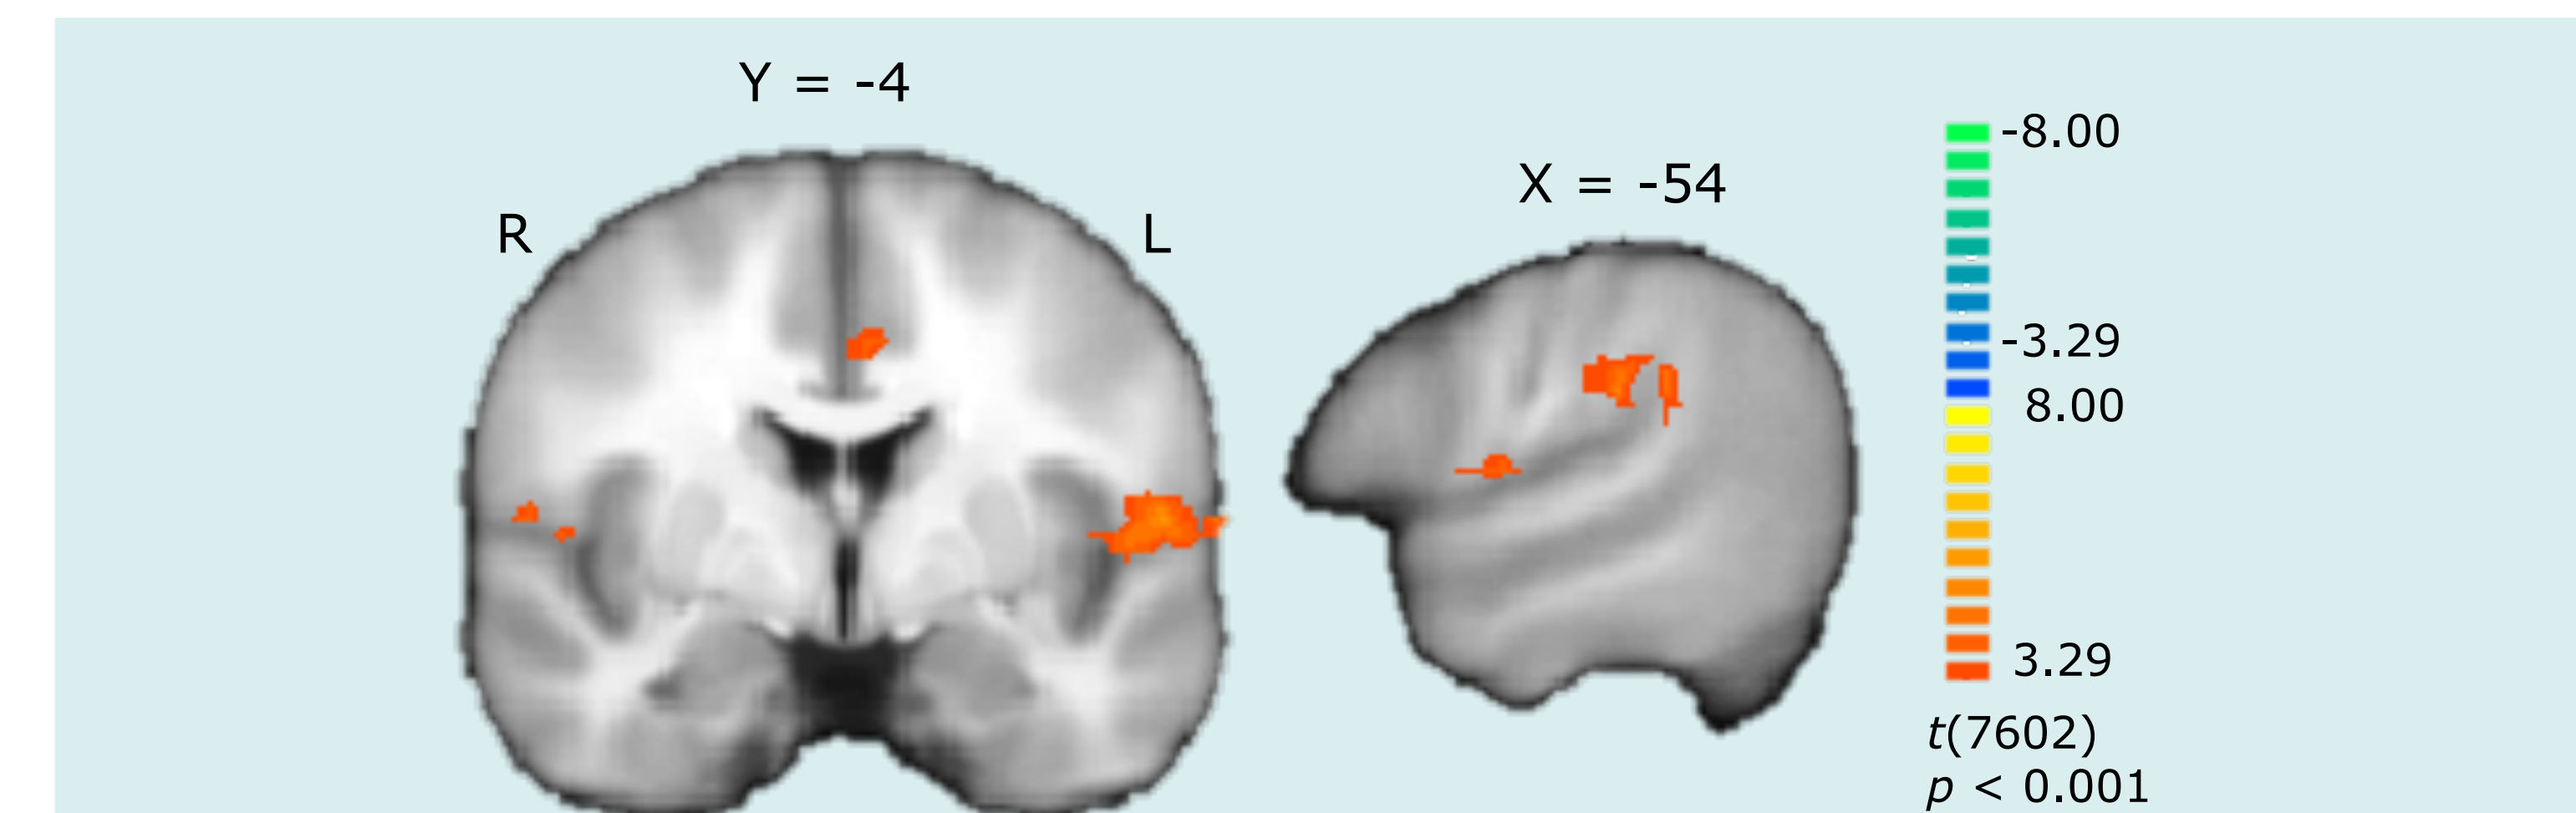 Y = -4
R
L
X = -54
-8.00
-3.29
8.00
3.29
t(7602)
p < 0.001